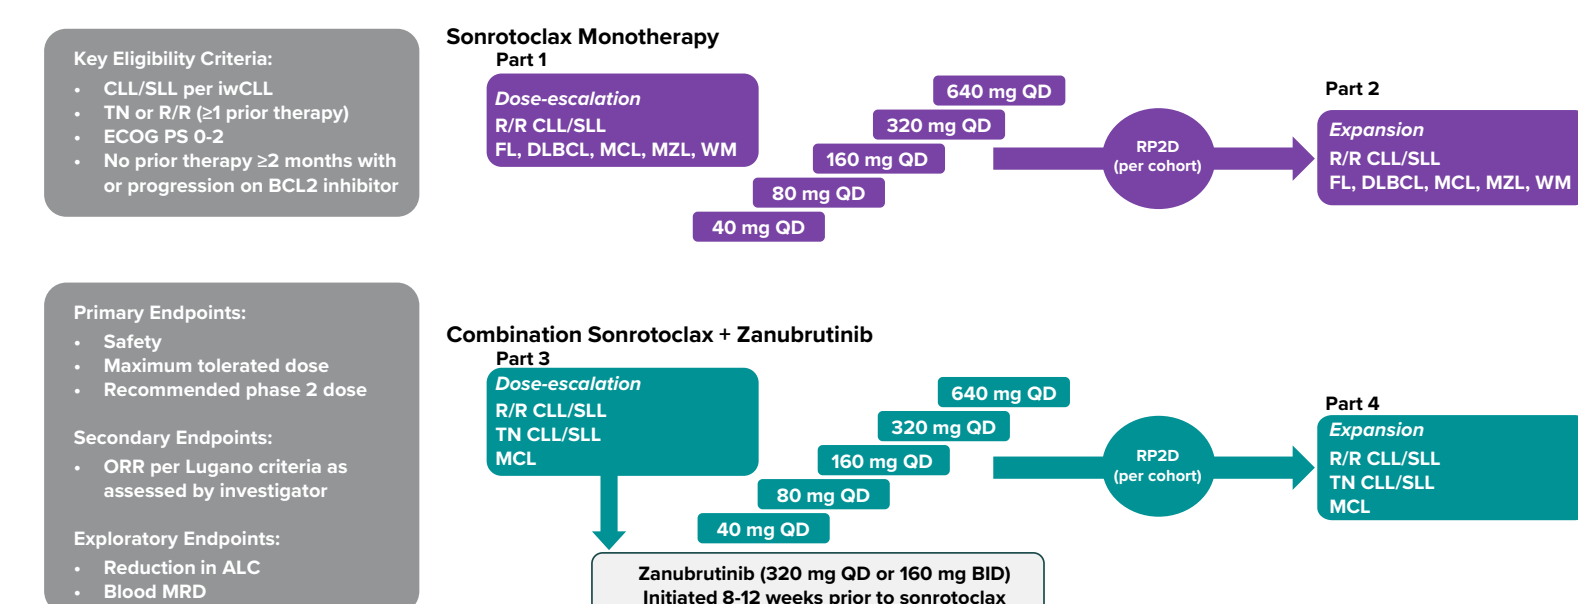 Key Eligibility Criteria:
• CLL/SLL per iwCLL
• TN or R/R (≥1 prior therapy)
• ECOG PS 0-2
• No prior therapy ≥2 months with
or progression on BCL2 inhibitor
Primary Endpoints:
• Safety
• Maximum tolerated dose
• Recommended phase 2 dose
Secondary Endpoints:
• ORR per Lugano criteria as
assessed by investigator
Exploratory Endpoints:
• Reduction in ALC
• Blood MRD
Sonrotoclax Monotherapy
Part 1
Dose-escalation
R/R CLL/SLL
FL, DLBCL, MCL, MZL, WM
640 mg QD
320 mg QD
160 mg QD
80 mg QD
40 mg QD
RP2D
(per cohort)
Part 2
Expansion
R/R CLL/SLL
FL, DLBCL, MCL, MZL, WM
Combination Sonrotoclax + Zanubrutinib
Part 3
Dose-escalation
R/R CLL/SLL
TN CLL/SLL
MCL
640 mg QD
320 mg QD
160 mg QD
80 mg QD
40 mg QD
RP2D
(per cohort)
Part 4
Expansion
R/R CLL/SLL
TN CLL/SLL
MCL
Zanubrutinib (320 mg QD or 160 mg BID)
Initiated 8-12 weeks prior to sonrotoclax